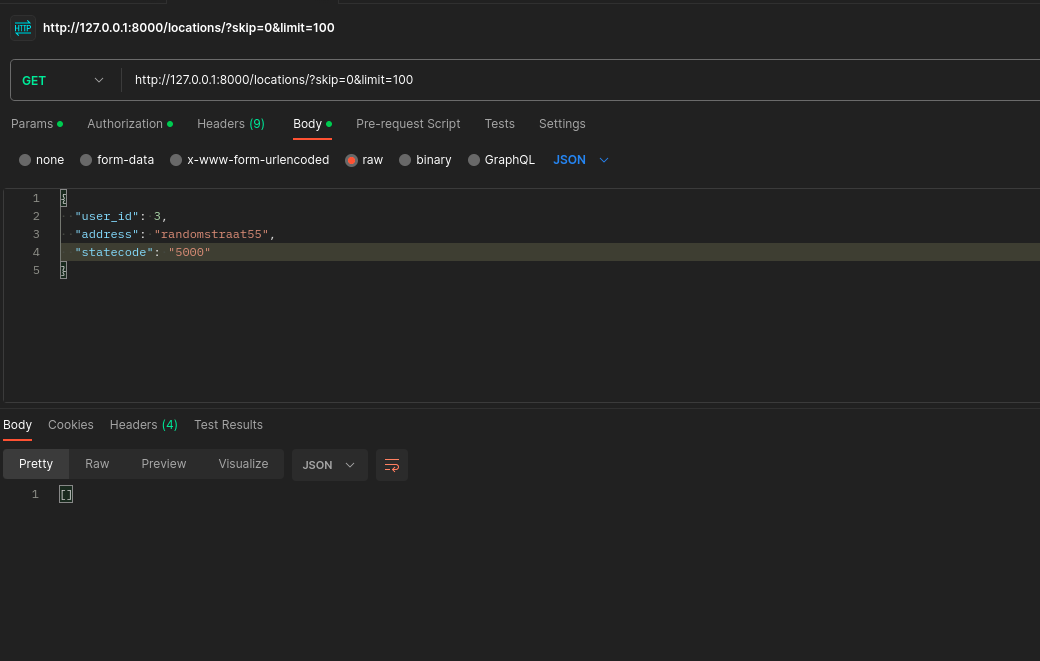 HTTP http://127.0.0.1:8000/locations/?skip=0&limit=100
GET http://127.0.0.1:8000/locations/?skip=0&limit=100
Params Authorization Headers (9) Body Pre-request Script Tests Settings
none form-data x-www-form-urlencoded raw binary GraphQL JSON
1 {
2 "user_id": 3,
3 "address": "randomstraat55",
4 "statecode": "5000"
5 }
Body Cookies Headers (4) Test Results
Pretty Raw Preview Visualize JSON
1 []